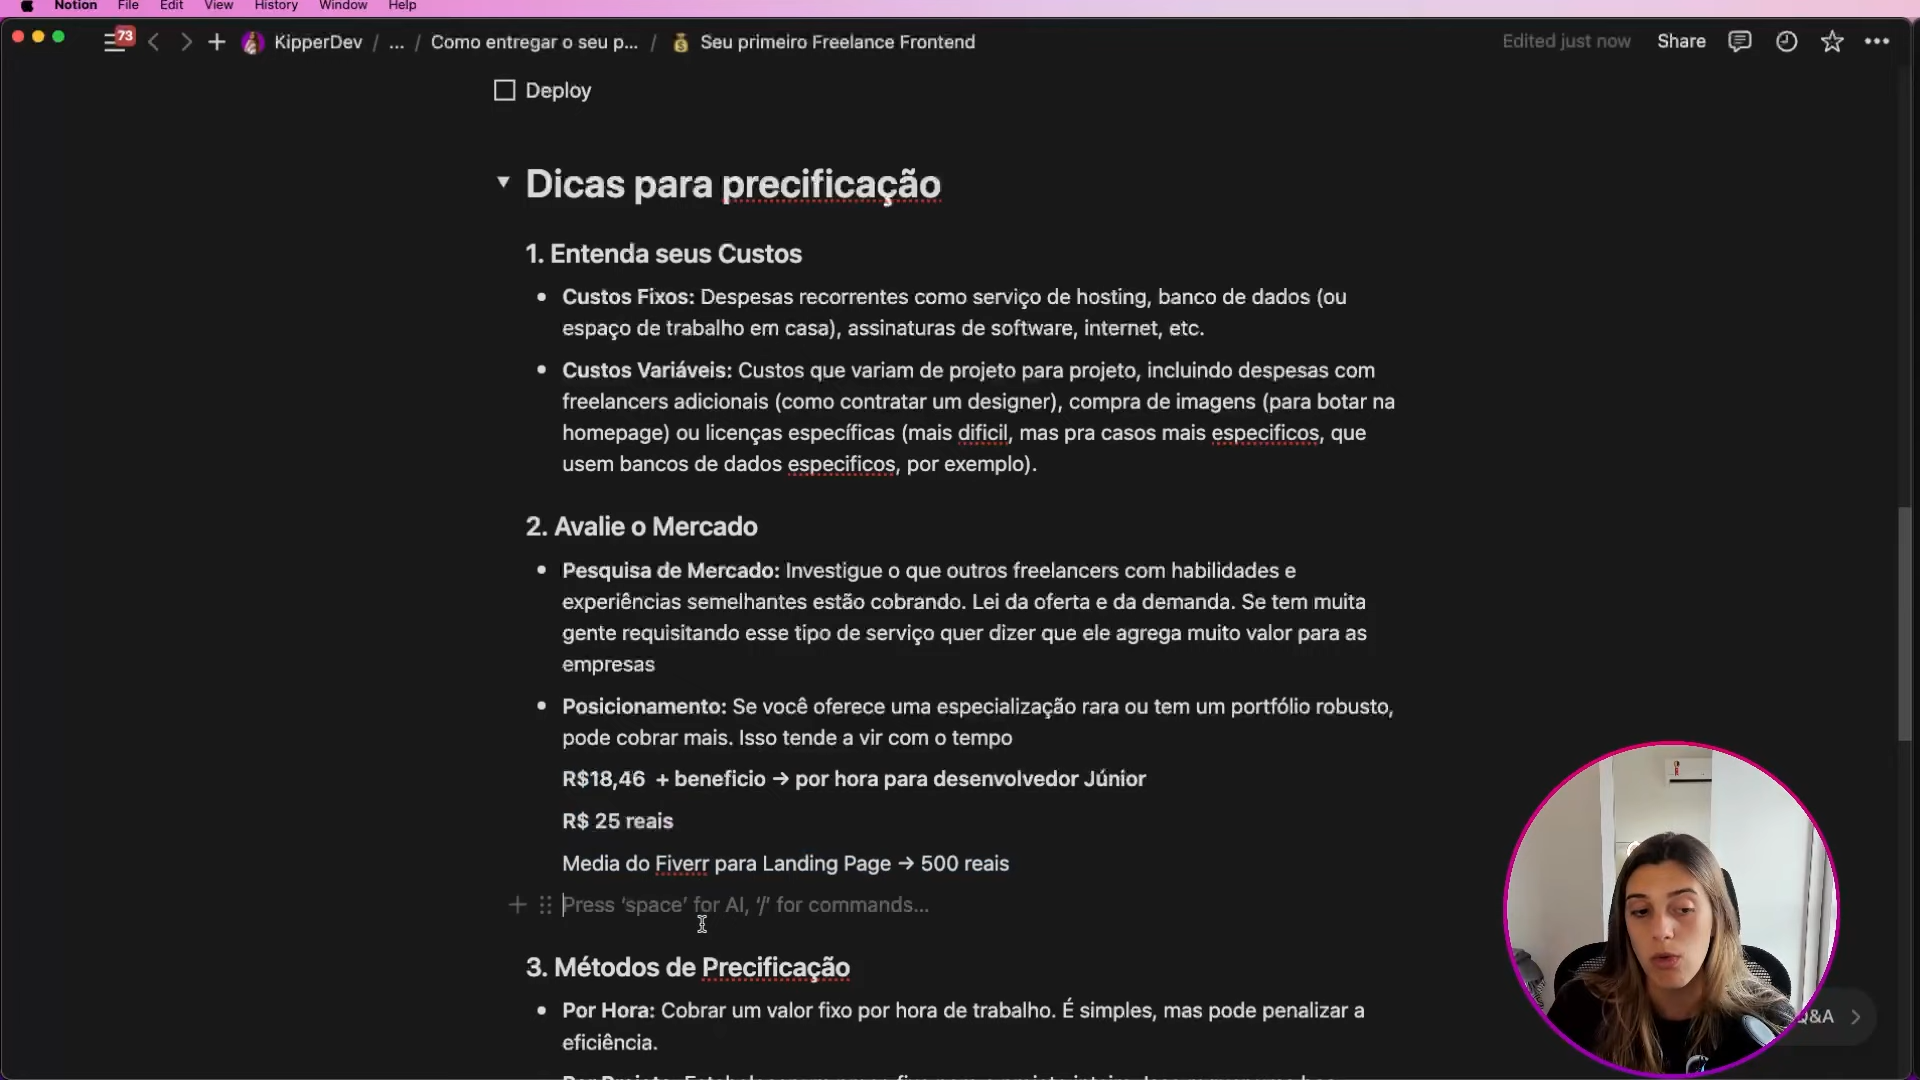 Notion File Edit View History Window Help
73 KipperDev / ... / Como entregar o seu p... / Seu primeiro Freelance Frontend Edited just now Share
Deploy
Dicas para precificação
1. Entenda seus Custos
Custos Fixos: Despesas recorrentes como serviço de hosting, banco de dados (ou
espaço de trabalho em casa), assinaturas de software, internet, etc.
Custos Variáveis: Custos que variam de projeto para projeto, incluindo despesas com
freelancers adicionais (como contratar um designer), compra de imagens (para botar na
homepage) ou licenças específicas (mais dificil, mas pra casos mais especificos, que
usem bancos de dados especificos, por exemplo).
2. Avalie o Mercado
Pesquisa de Mercado: Investigue o que outros freelancers com habilidades e
experiências semelhantes estão cobrando. Lei da oferta e da demanda. Se tem muita
gente requisitando esse tipo de serviço quer dizer que ele agrega muito valor para as
empresas
Posicionamento: Se você oferece uma especialização rara ou tem um portfólio robusto,
pode cobrar mais. Isso tende a vir com o tempo
R$18,46 + beneficio → por hora para desenvolvedor Júnior
R$ 25 reais
Media do Fiverr para Landing Page → 500 reais
Press ‘space’ for AI, ‘/’ for commands...
3. Métodos de Precificação
Por Hora: Cobrar um valor fixo por hora de trabalho. É simples, mas pode penalizar a
eficiência.
Q&A